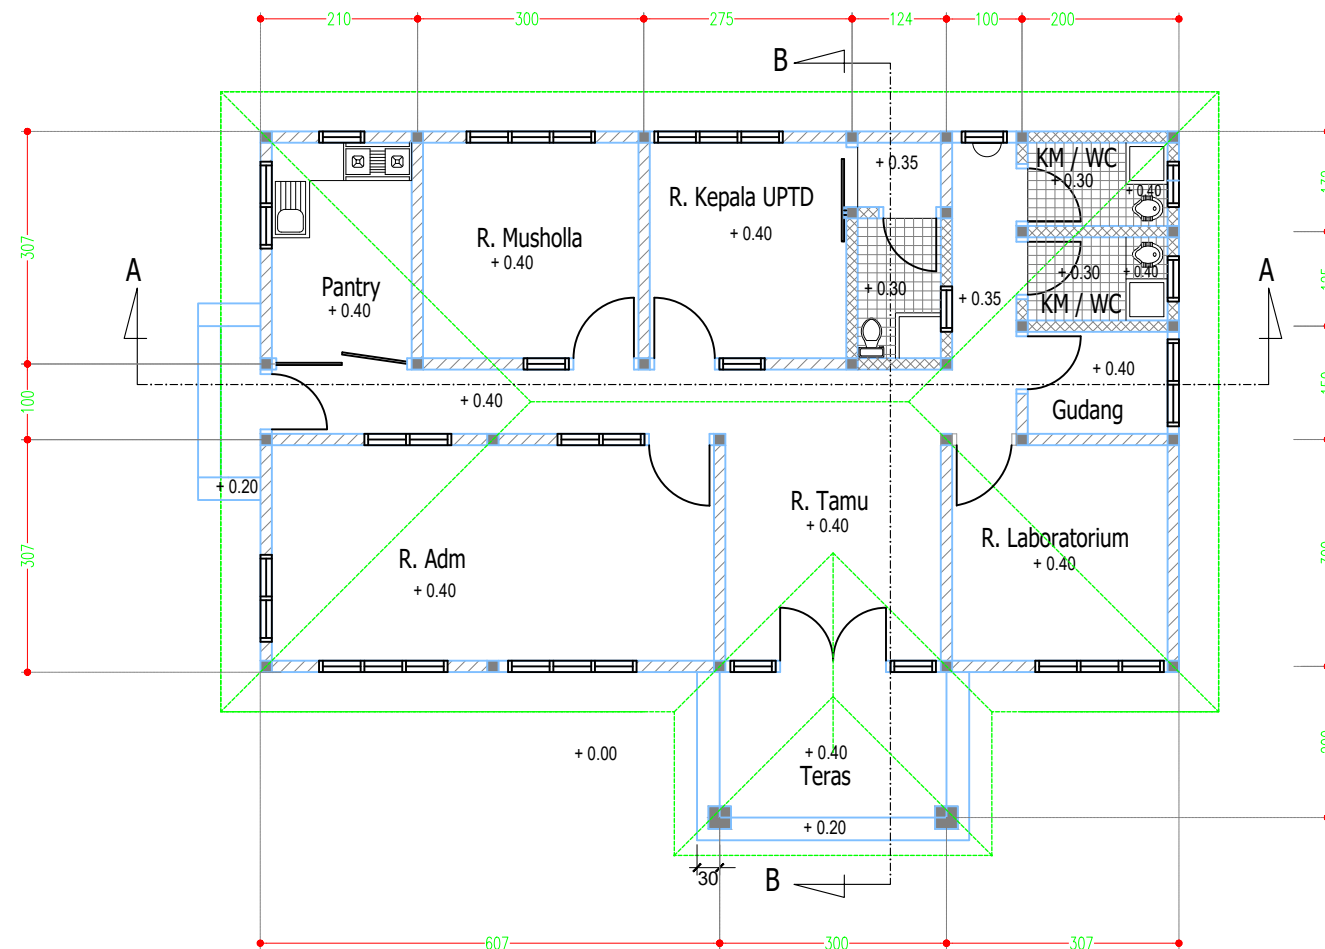 210
300
275
124
100
200
B
KM / WC
+ 0.30
+ 0.40
+ 0.35
R. Kepala UPTD
+ 0.40
R. Musholla
+ 0.40
307
A
Pantry
+ 0.40
+ 0.30
+ 0.35
+ 0.30
+ 0.40
KM / WC
A
+ 0.40
Gudang
100
+ 0.40
+ 0.20
R. Tamu
+ 0.40
R. Laboratorium
+ 0.40
R. Adm
+ 0.40
307
+ 0.00
+ 0.40
Teras
+ 0.20
30
B
607
300
307